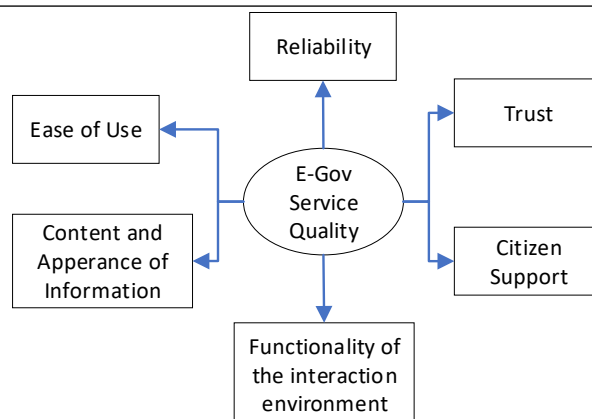 Reliability
Ease of Use
Trust
E-Gov
Service
Quality
Content and
Apperance of
Information
Citizen
Support
Functionality of
the interaction
environment